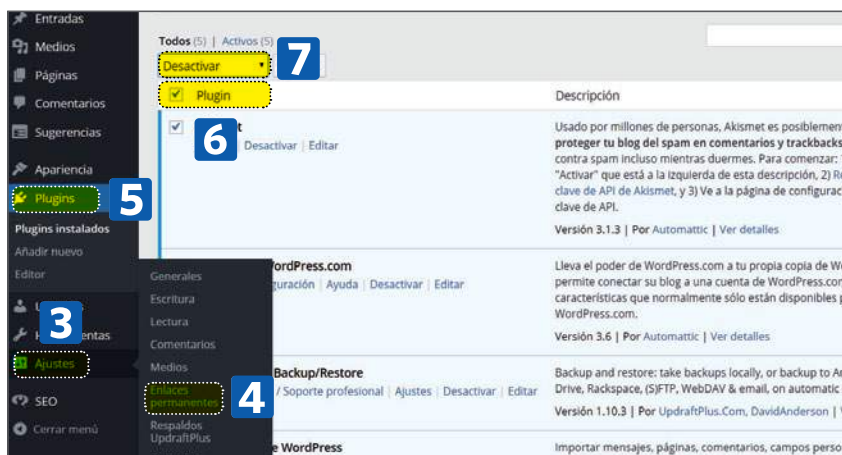 Entradas
Medios
Páginas
Comentarios
Sugerencias
Apariencia
Plugins
5
Plugins instalados
Añadir nuevo
Editor
3
Ajustes
SEO
Cerrar menú
Generales
Escritura
Lectura
Comentarios
Medios
Enlaces
permanentes
4
Respaldos
UpdraftPlus
Todos (5) | Activos (5)
Desactivar
7
Plugin
Descripción
6
Desactivar | Editar
Usado por millones de personas, Akismet es posiblemen
proteger tu blog del spam en comentarios y trackbacks
contra spam incluso mientras duermes. Para comenzar:
"Activar" que está a la izquierda de esta descripción, 2)
clave de API de Akismet, y 3) Ve a la página de configurac
clave de API.
Versión 3.1.3 | Por Automattic | Ver detalles
ordPress.com
guración | Ayuda | Desactivar | Editar
Lleva el poder de WordPress.com a tu propia copia de W
permite conectar su blog a una cuenta de WordPress.com
características que normalmente sólo están disponibles p
WordPress.com.
Versión 3.6 | Por Automattic | Ver detalles
Backup/Restore
/ Soporte profesional | Ajustes | Desactivar | Editar
Backup and restore: take backups locally, or backup to A
Drive, Rackspace, (S)FTP, WebDAV & email, on automatic
Versión 1.10.3 | Por UpdraftPlus.Com, DavidAnderson |
e WordPress
Importar mensajes, páginas, comentarios, campos perso